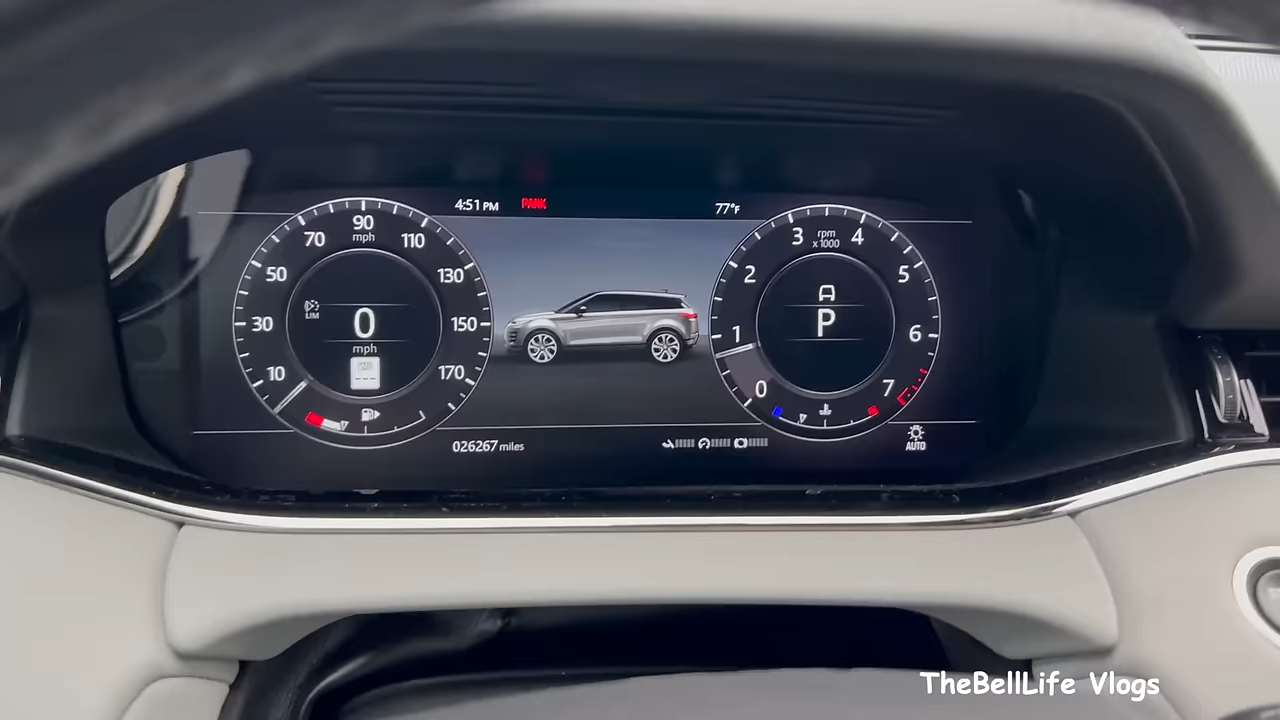 4:51 PM PARK 77°F
10 30 50 70 90 110 130 150 170
mph
LIM
0
mph
0 1 2 3 4 5 6 7
rpm
x1000
A
P
026267 miles
AUTO
TheBellLife Vlogs